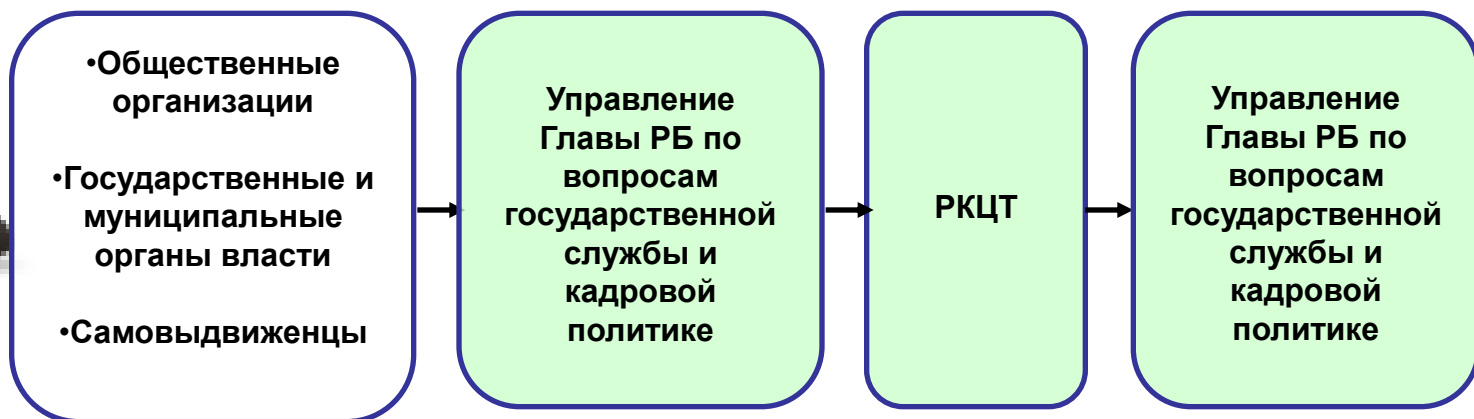 •Общественные
организации
•Государственные и
муниципальные
органы власти
•Самовыдвиженцы
Управление
Главы РБ по
вопросам
государственной
службы и
кадровой
политике
РКЦТ
Управление
Главы РБ по
вопросам
государственной
службы и
кадровой
политике